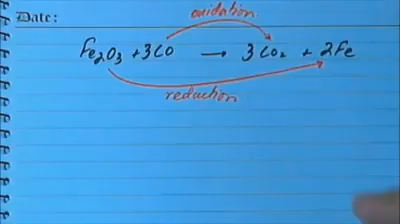 oxidation
Date:
Fe₂O₃ + 3CO → 3CO₂ + 2Fe
reduction